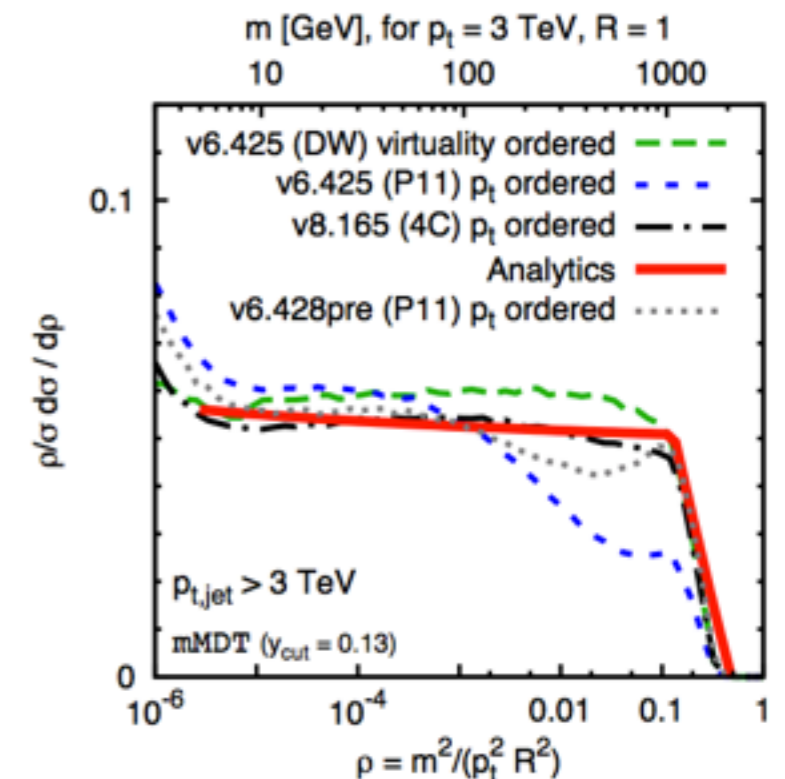 m [GeV], for pt = 3 TeV, R = 1
10 100 1000
v6.425 (DW) virtuality ordered
v6.425 (P11) pt ordered
v8.165 (4C) pt ordered
Analytics
v6.428pre (P11) pt ordered
0.1
ρ/σ dσ / dρ
pt,jet > 3 TeV
mMDT (ycut = 0.13)
0
10-6 10-4 0.01 0.1 1
ρ = m2/(pt2 R2)